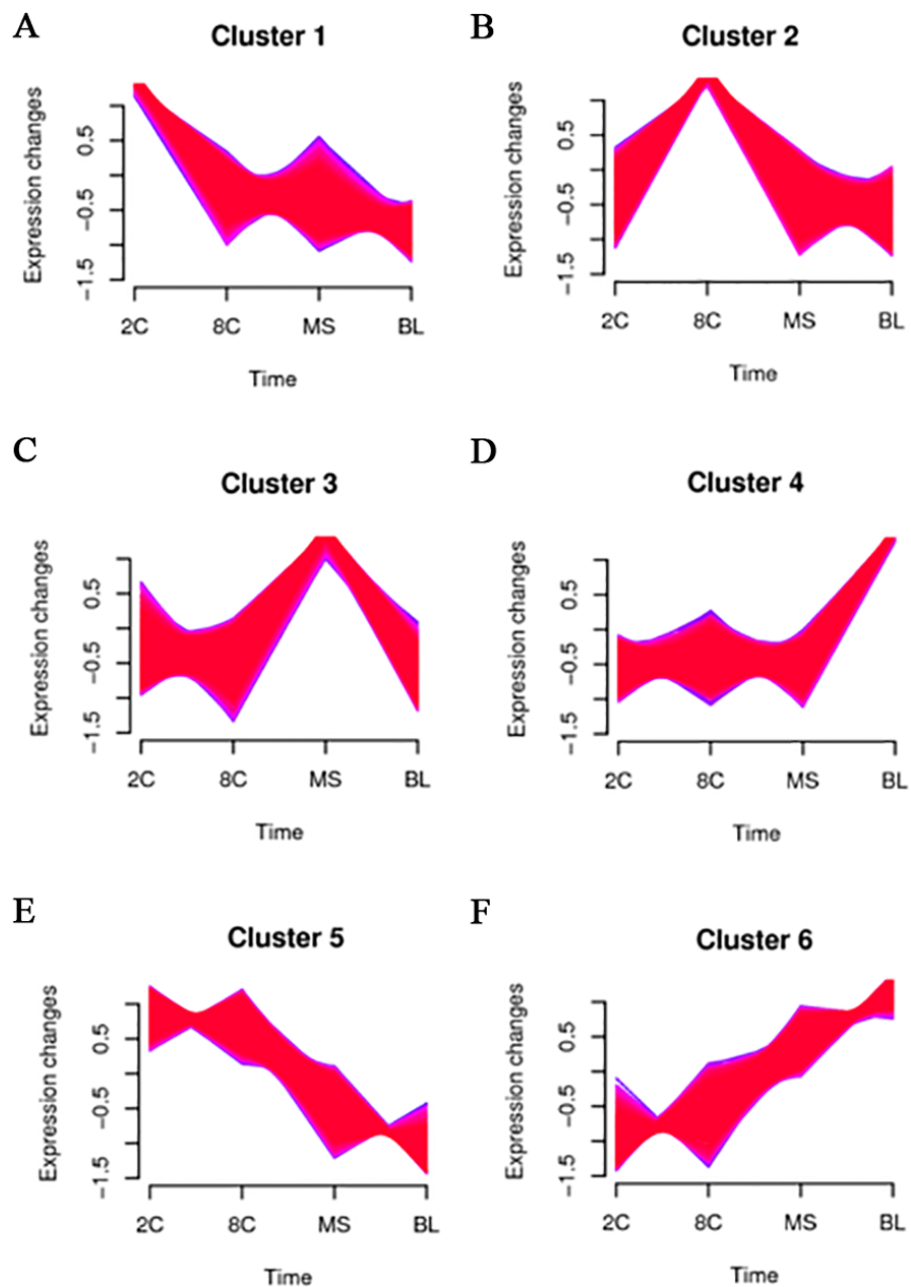 A
Cluster 1
Expression changes
0.5
−0.5
−1.5
2C 8C MS BL
Time
B
Cluster 2
Expression changes
0.5
−0.5
−1.5
2C 8C MS BL
Time
C
Cluster 3
Expression changes
0.5
−0.5
−1.5
2C 8C MS BL
Time
D
Cluster 4
Expression changes
0.5
−0.5
−1.5
2C 8C MS BL
Time
E
Cluster 5
Expression changes
0.5
−0.5
−1.5
2C 8C MS BL
Time
F
Cluster 6
Expression changes
0.5
−0.5
−1.5
2C 8C MS BL
Time